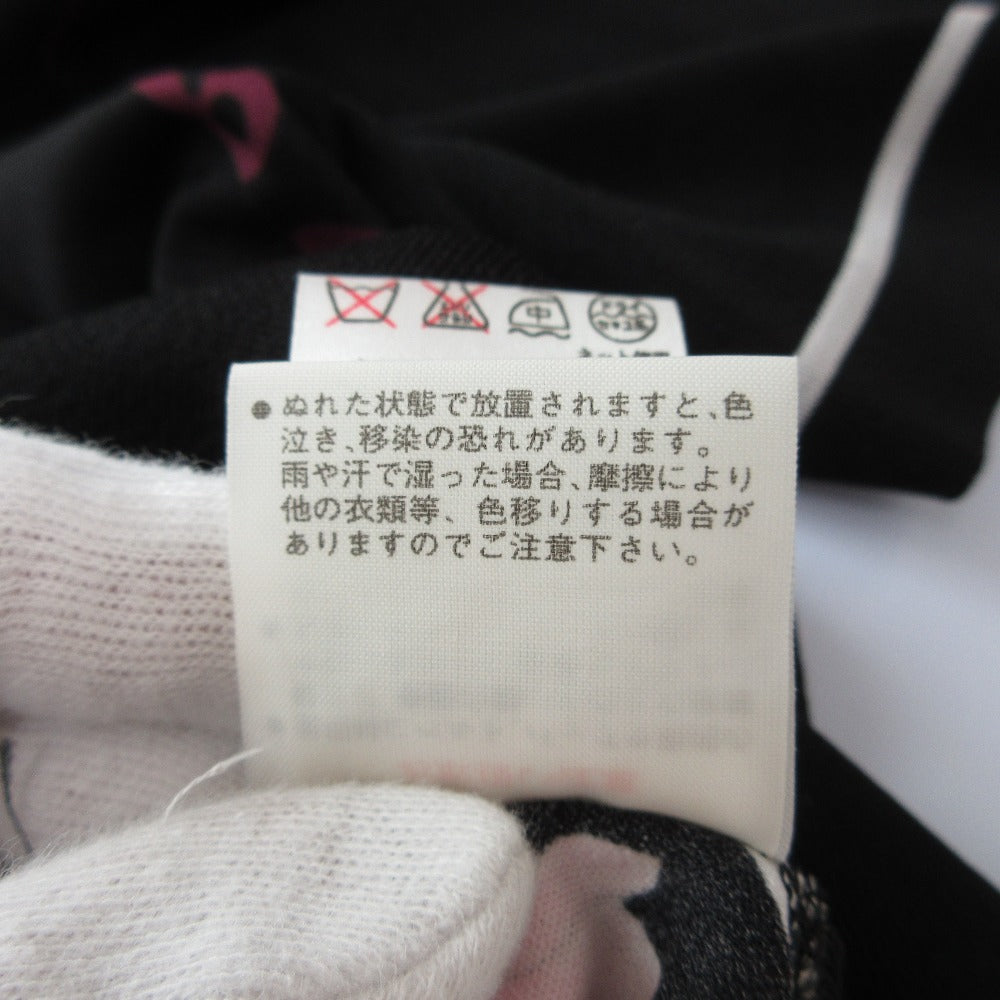 中
● ぬれた状態で放置されますと、色
泣き、移染の恐れがあります。
雨や汗で湿った場合、摩擦により
他の衣類等、色移りする場合が
ありますのでご注意下さい。